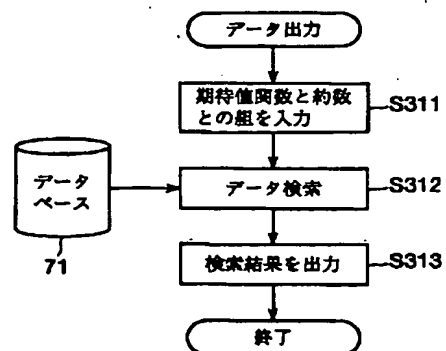 データ出力
期待値関数と約数
との組を入力
S311
データ
ベース
71
データ検索
S312
検索結果を出力
S313
終了